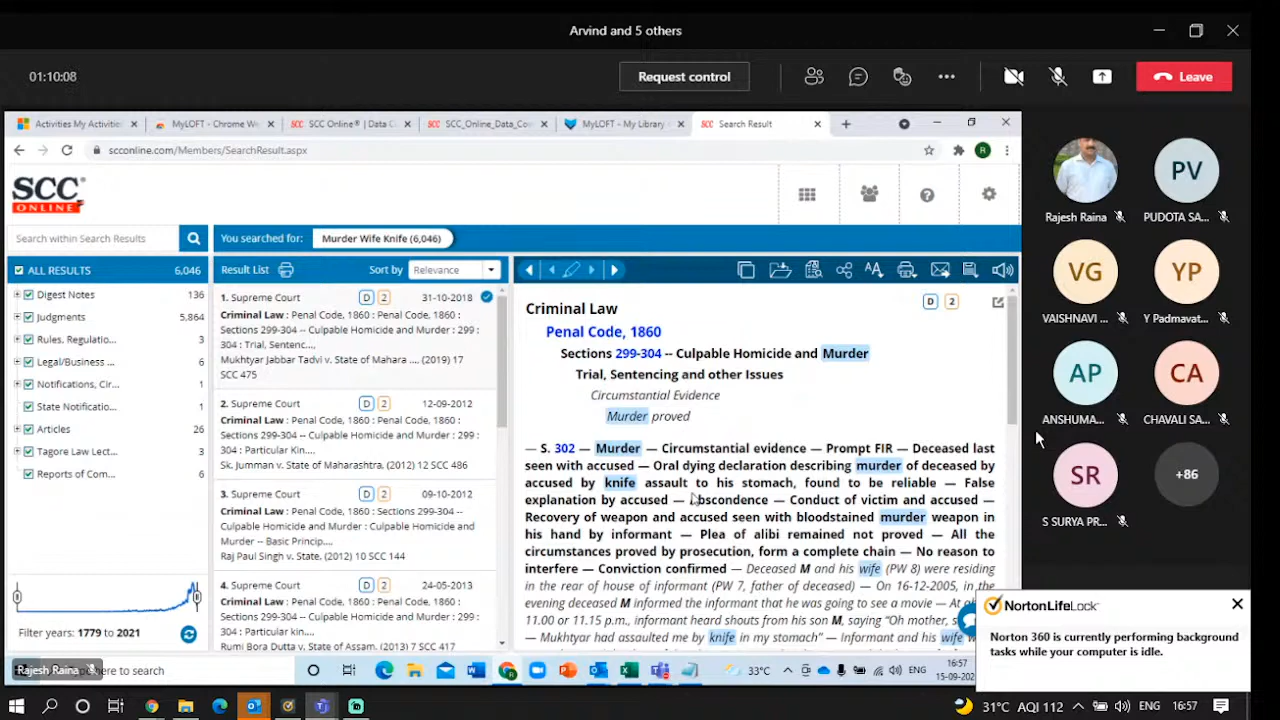 Arvind and 5 others
01:10:08
Request control
Leave
Activities My Activitie
MyLOFT - Chrome We
SCC Online® | Data C
SCC_Online_Data_Co
MyLOFT - My Library
Search Result
scconline.com/Members/SearchResult.aspx
R
SCC®
ONLINE
Search within Search Results
You searched for:
Murder Wife Knife (6,046)
ALL RESULTS 6,046
Digest Notes 136
Judgments 5,864
Rules, Regulatio... 3
Legal/Business ... 6
Notifications, Cir... 1
State Notificatio... 1
Articles 26
Tagore Law Lect... 3
Reports of Com... 6
Filter years: 1779 to 2021
Result List
Sort by Relevance
1. Supreme Court D 2 31-10-2018
Criminal Law : Penal Code, 1860 : Penal Code, 1860 :
Sections 299-304 -- Culpable Homicide and Murder : 299 :
304 : Trial, Sentenc....
Mukhtyar Jabbar Tadvi v. State of Mahara ..., (2019) 17
SCC 475
2. Supreme Court D 2 12-09-2012
Criminal Law : Penal Code, 1860 : Penal Code, 1860 :
Sections 299-304 -- Culpable Homicide and Murder : 299 :
304 : Particular Kin....
Sk. Jumman v. State of Maharashtra, (2012) 12 SCC 486
3. Supreme Court D 2 09-10-2012
Criminal Law : Penal Code, 1860 : Sections 299-304 --
Culpable Homicide and Murder : Culpable Homicide and
Murder -- Basic Princip....
Raj Paul Singh v. State, (2012) 10 SCC 144
4. Supreme Court D 2 24-05-2013
Criminal Law : Penal Code, 1860 : Penal Code, 1860 :
Sections 299-304 -- Culpable Homicide and Murder : 299 :
304 : Particular kin....
Rumi Bora Dutta v. State of Assam, (2013) 7 SCC 417
D 2
Criminal Law
Penal Code, 1860
Sections 299-304 -- Culpable Homicide and Murder
Trial, Sentencing and other Issues
Circumstantial Evidence
Murder proved
— S. 302 — Murder — Circumstantial evidence — Prompt FIR — Deceased last
seen with accused — Oral dying declaration describing murder of deceased by
accused by knife assault to his stomach, found to be reliable — False
explanation by accused — Abscondence — Conduct of victim and accused —
Recovery of weapon and accused seen with bloodstained murder weapon in
his hand by informant — Plea of alibi remained not proved — All the
circumstances proved by prosecution, form a complete chain — No reason to
interfere — Conviction confirmed — Deceased M and his wife (PW 8) were residing
in the rear of house of informant (PW 7, father of deceased) — On 16-12-2005, in the
evening deceased M informed the informant that he was going to see a movie — At
11.00 or 11.15 p.m., informant heard shouts from his son M, saying "Oh mother,
— Mukhtyar had assaulted me by knife in my stomach" — Informant and his wife
Rajesh Raina
PV
PUDOTA SA...
VG
VAISHNAVI ...
YP
Y Padmavat...
AP
ANSHUMA...
CA
CHAVALI SA...
SR
S SURYA PR...
+86
NortonLifeLock
Norton 360 is currently performing background
tasks while your computer is idle.
Rajesh Raina
here to search
33°C
ENG
16:57
15-09-202
31°C AQI 112
ENG
16:57